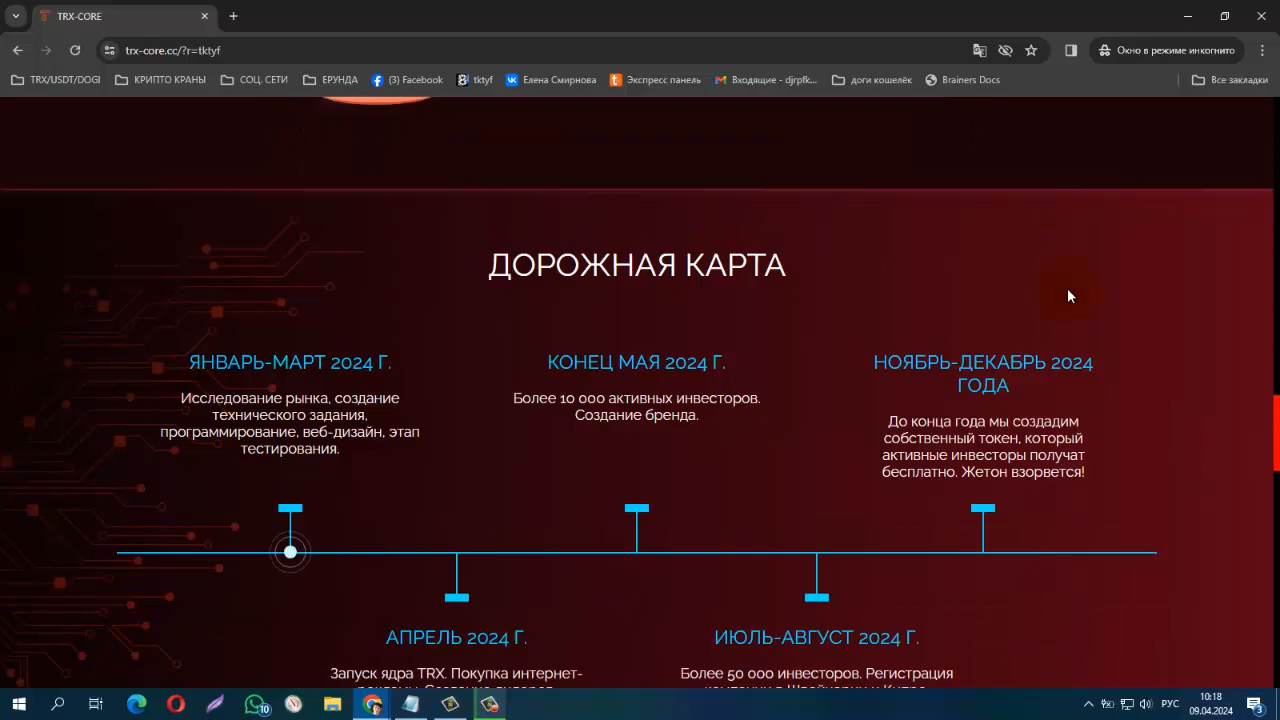 TRX-CORE
trx-core.cc/?r=tktyf
Окно в режиме инкогнито
TRX/USDT/DOGI
КРИПТО КРАНЫ
СОЦ. СЕТИ
ЕРУНДА
(3) Facebook
tktyf
Елена Смирнова
Экспресс панель
Входящие - djrpfk...
доги кошелёк
Brainers Docs
Все закладки
ДОРОЖНАЯ КАРТА
ЯНВАРЬ-МАРТ 2024 Г.
Исследование рынка, создание
технического задания,
программирование, веб-дизайн, этап
тестирования.
КОНЕЦ МАЯ 2024 Г.
Более 10 000 активных инвесторов.
Создание бренда.
НОЯБРЬ-ДЕКАБРЬ 2024
ГОДА
До конца года мы создадим
собственный токен, который
активные инвесторы получат
бесплатно. Жетон взорвется!
АПРЕЛЬ 2024 Г.
Запуск ядра TRX. Покупка интернет-
ИЮЛЬ-АВГУСТ 2024 Г.
Более 50 000 инвесторов. Регистрация
10
РУС
10:18
09.04.2024
3